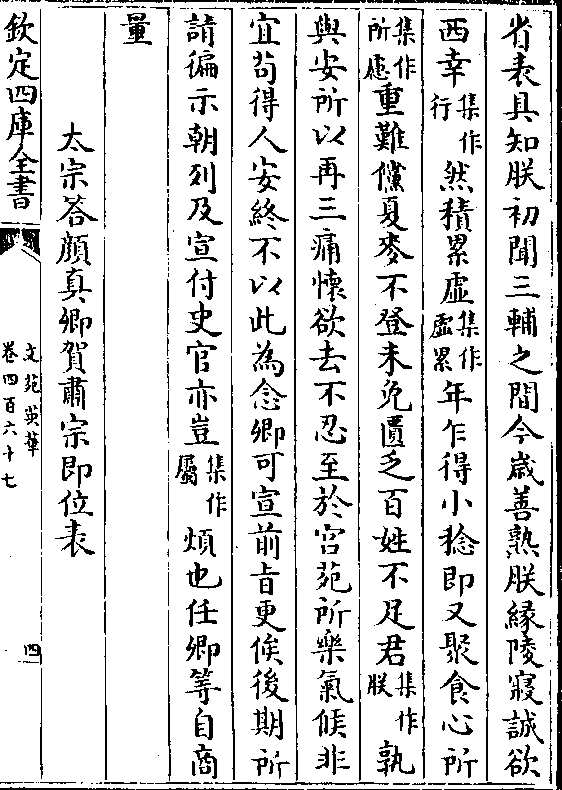 省表具知朕初聞三輔之間今歲善熟朕緣陵寢誠欲
西幸集作行然積累虛集作虛累年乍得小稔即又聚食心所
集作所慮重難儻夏麥不登未免匱乏百姓不足君集作朕孰
與安所以再三痛懷欲去不忍至於宫苑所樂氣候非
宜苟得人安終不以此為念卿可宣前旨更俟後期所
請徧示朝列及宣付史官亦豈集作屬煩也任卿等自商
量
太宗答顔真卿賀肅宗即位表
欽定四庫全書
文苑英華
卷四百六十七
四